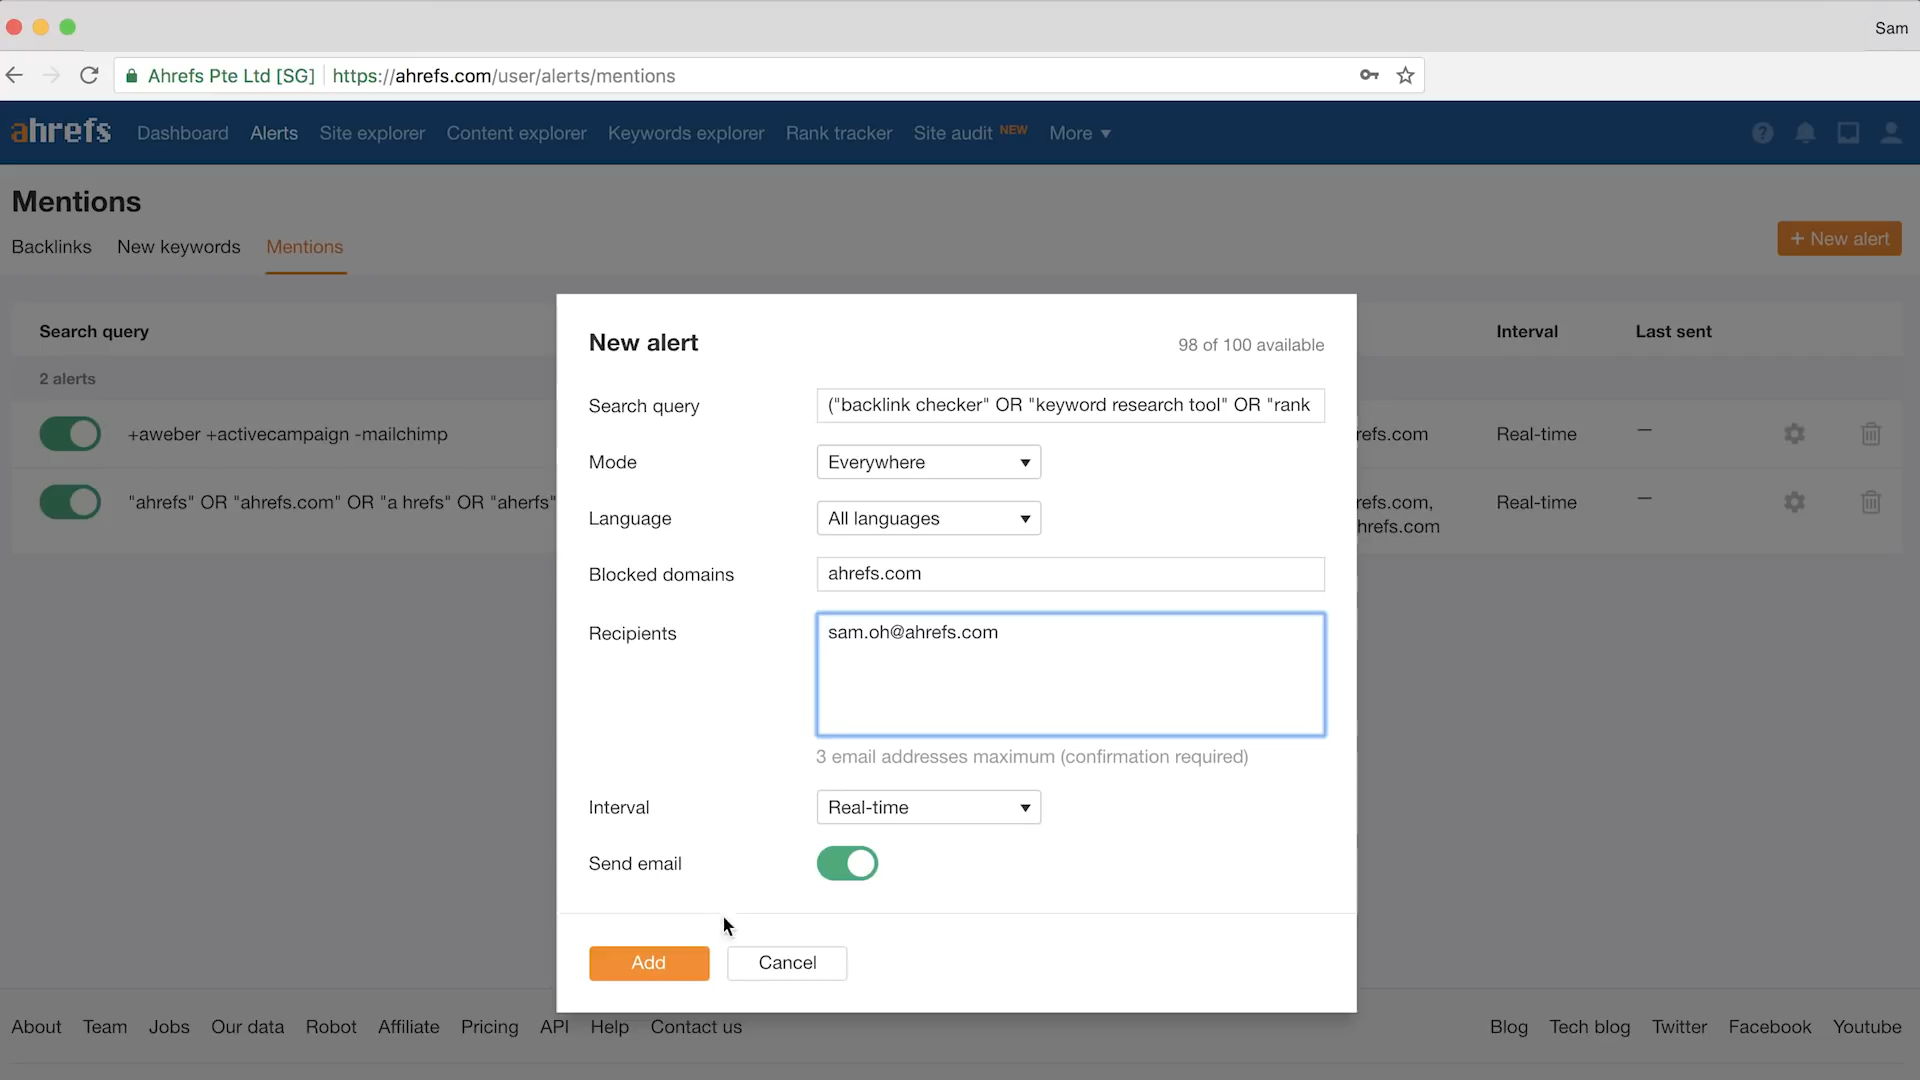 Sam
Ahrefs Pte Ltd [SG] https://ahrefs.com/user/alerts/mentions
ahrefs Dashboard Alerts Site explorer Content explorer Keywords explorer Rank tracker Site audit NEW More
Mentions
Backlinks New keywords Mentions
+ New alert
Search query Interval Last sent
2 alerts
+aweber +activecampaign -mailchimp refs.com Real-time —
"ahrefs" OR "ahrefs.com" OR "a hrefs" OR "aherfs" refs.com, Real-time —
hrefs.com
New alert 98 of 100 available
Search query ("backlink checker" OR "keyword research tool" OR "rank
Mode Everywhere
Language All languages
Blocked domains ahrefs.com
Recipients sam.oh@ahrefs.com
3 email addresses maximum (confirmation required)
Interval Real-time
Send email
Add Cancel
About Team Jobs Our data Robot Affiliate Pricing API Help Contact us Blog Tech blog Twitter Facebook Youtube